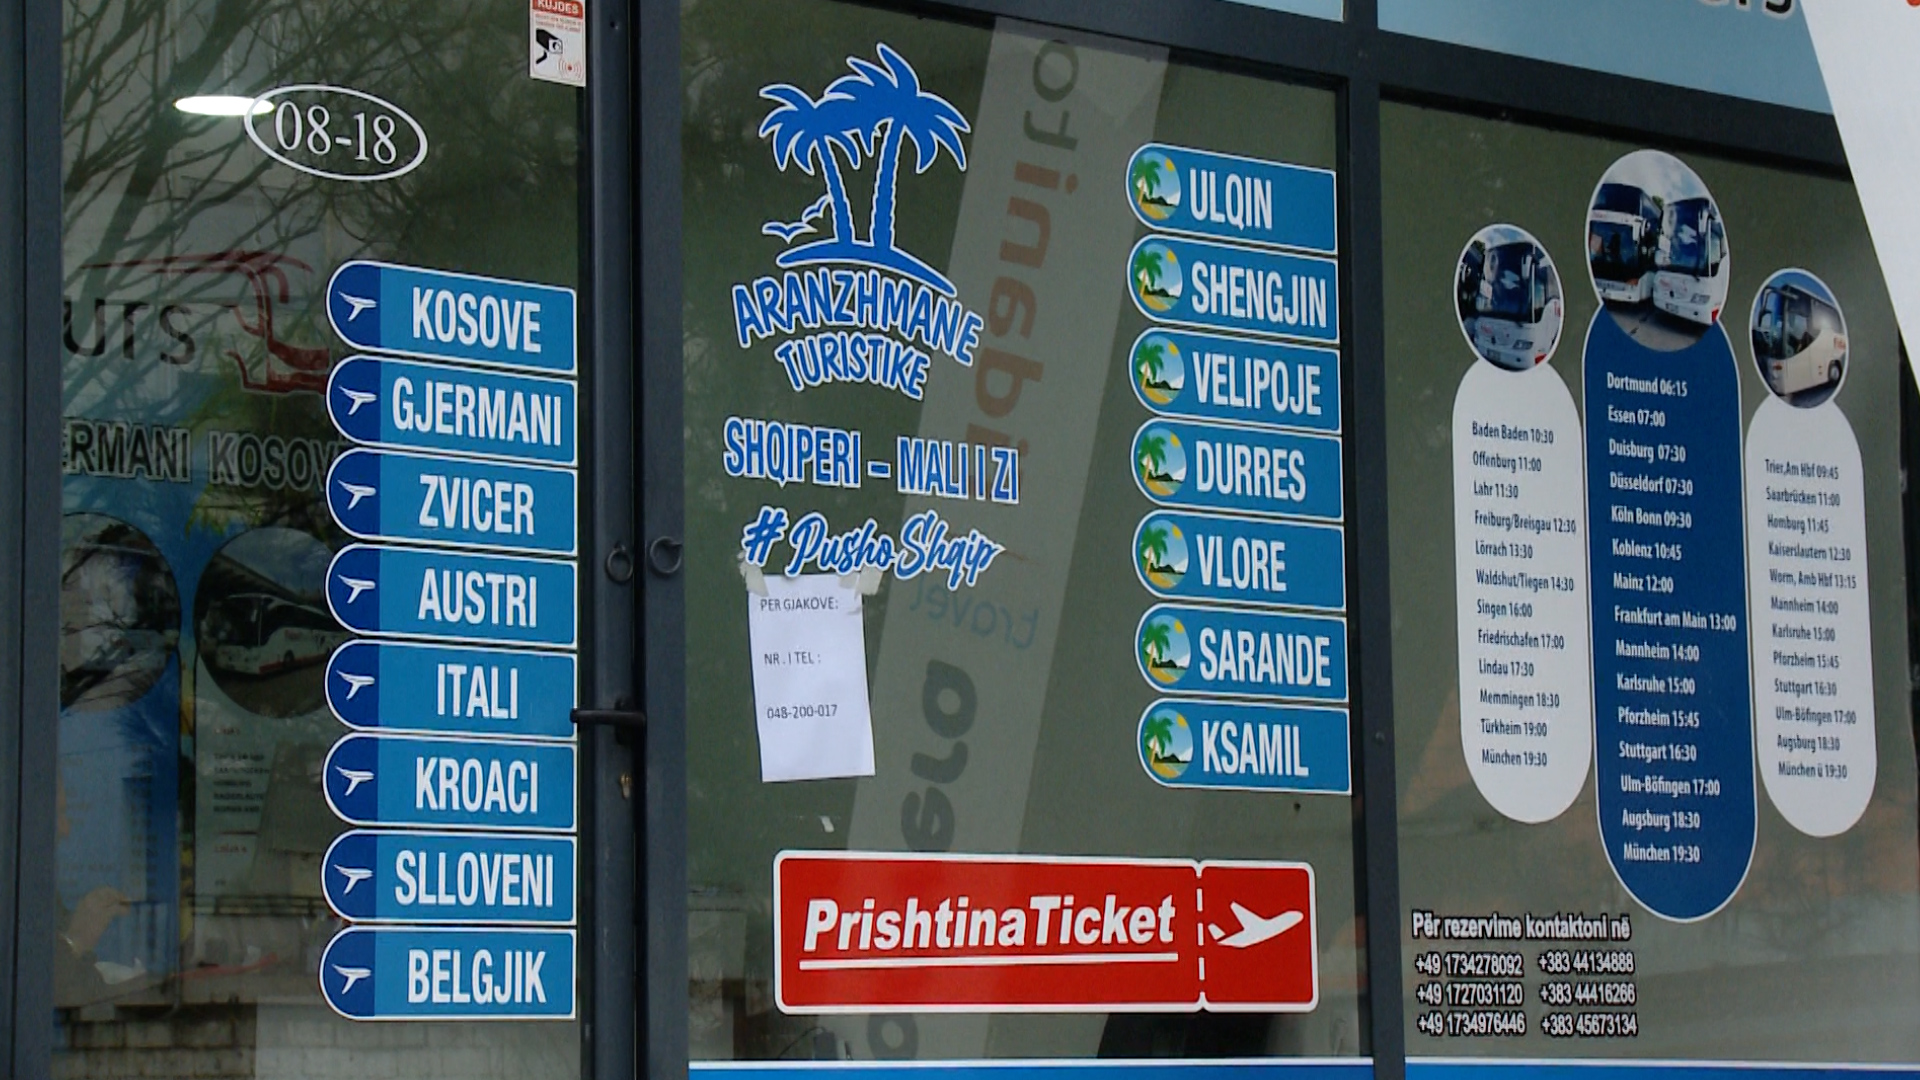 KUJDES
08-18
UTS
KOSOVE
GJERMANI
ZVICER
AUSTRI
ITALI
KROACI
SLLOVENI
BELGJIK
ARANZHMANE
TURISTIKE
SHQIPERI - MALI I ZI
# PushoShqip
PER GJAKOVE:
NR. I TEL :
048-200-017
ULQIN
SHENGJIN
VELIPOJE
DURRES
VLORE
SARANDE
KSAMIL
PrishtinaTicket
Baden Baden 10:30
Offenburg 11:00
Lahr 11:30
Freiburg/Breisgau 12:30
Lörrach 13:30
Waldshut/Tiegen 14:30
Singen 16:00
Friedrischafen 17:00
Lindau 17:30
Memmingen 18:30
Türkheim 19:00
München 19:30
Dortmund 06:15
Essen 07:00
Duisburg 07:30
Düsseldorf 07:30
Köln Bonn 09:30
Koblenz 10:45
Mainz 12:00
Frankfurt am Main 13:00
Mannheim 14:00
Karlsruhe 15:00
Pforzheim 15:45
Stuttgart 16:30
Ulm-Böfingen 17:00
Augsburg 18:30
München 19:30
Trier,Am Hbf 09:45
Saarbrücken 11:00
Homburg 11:45
Kaiserslautern 12:30
Worm, Amb Hbf 13:15
Mannheim 14:00
Karlsruhe 15:00
Pforzheim 15:45
Stuttgart 16:30
Ulm-Böfingen 17:00
Augsburg 18:30
München ü 19:30
Për rezervime kontaktoni në
+49 1734278092 +383 44134888
+49 1727031120 +383 44416266
+49 1734976446 +383 45673134